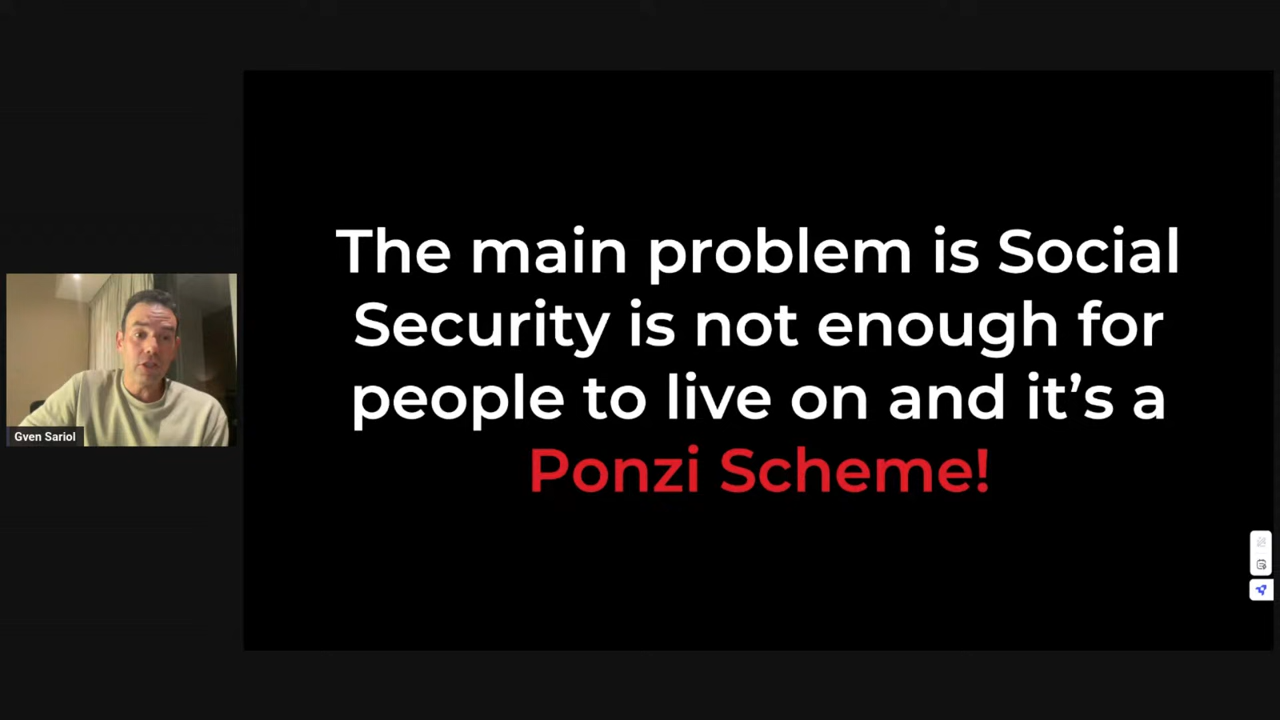 The main problem is Social
Security is not enough for
people to live on and it’s a
Ponzi Scheme!
Gven Sariol